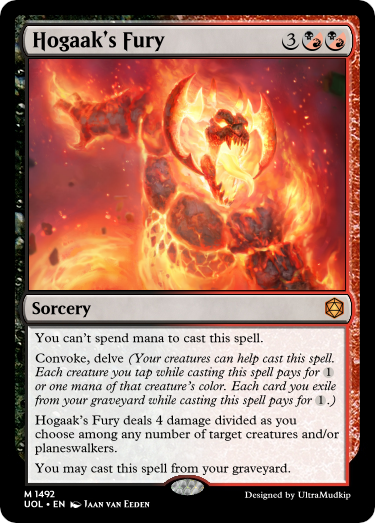 Hogaak's Fury 3
Sorcery
You can't spend mana to cast this spell.
Convoke, delve (Your creatures can help cast this spell.
Each creature you tap while casting this spell pays for 1
or one mana of that creature's color. Each card you exile
from your graveyard while casting this spell pays for 1.)
Hogaak's Fury deals 4 damage divided as you
choose among any number of target creatures and/or
planeswalkers.
You may cast this spell from your graveyard.
M 1492
UOL • EN Jaan van Eeden
Designed by UltraMudkip